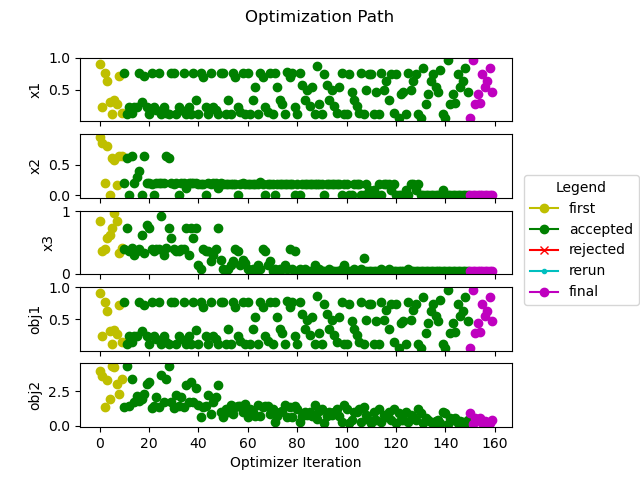 Optimization Path
1.0
0.5
x1
0.5
0.0
x2
1
0
x3
1.0
0.5
obj1
2.5
0.0
obj2
0 20 40 60 80 100 120 140 160
Optimizer Iteration
Legend
first
accepted
rejected
rerun
final